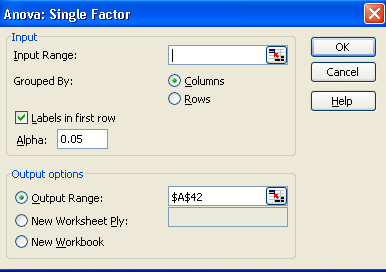 Anova: Single Factor
Input
Input Range:
OK
Grouped By:
Columns
Cancel
Rows
Help
Labels in first row
Alpha:
0.05
Output options
Output Range:
$A$42
New Worksheet Ply:
New Workbook